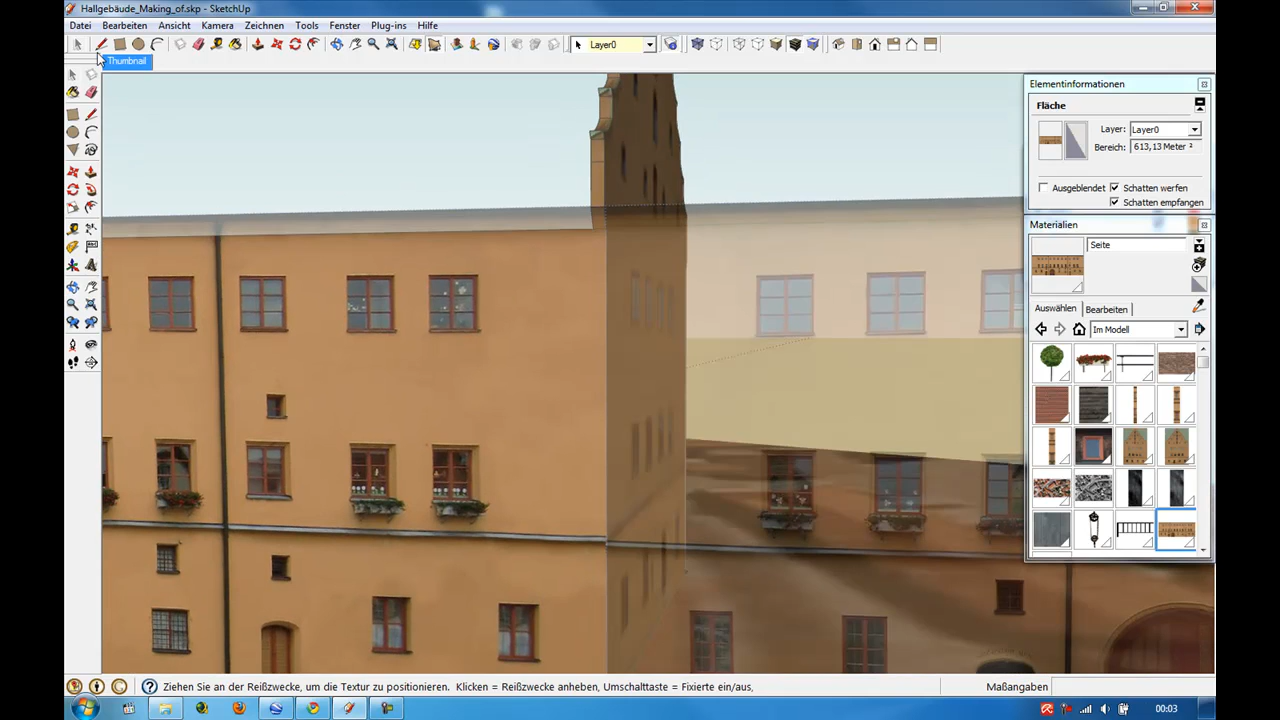 Hallgebäude_Making_of.skp - SketchUp
Datei Bearbeiten Ansicht Kamera Zeichnen Tools Fenster Plug-ins Hilfe
Layer0
Thumbnail
Elementinformationen
Fläche
Layer: Layer0
Bereich: 613,13 Meter ²
Ausgeblendet Schatten werfen
Schatten empfangen
Materialien
Seite
Auswählen Bearbeiten
Im Modell
Ziehen Sie an der Reißzwecke, um die Textur zu positionieren. Klicken = Reißzwecke anheben, Umschalttaste = Fixierte ein/aus,
Maßangaben
00:03